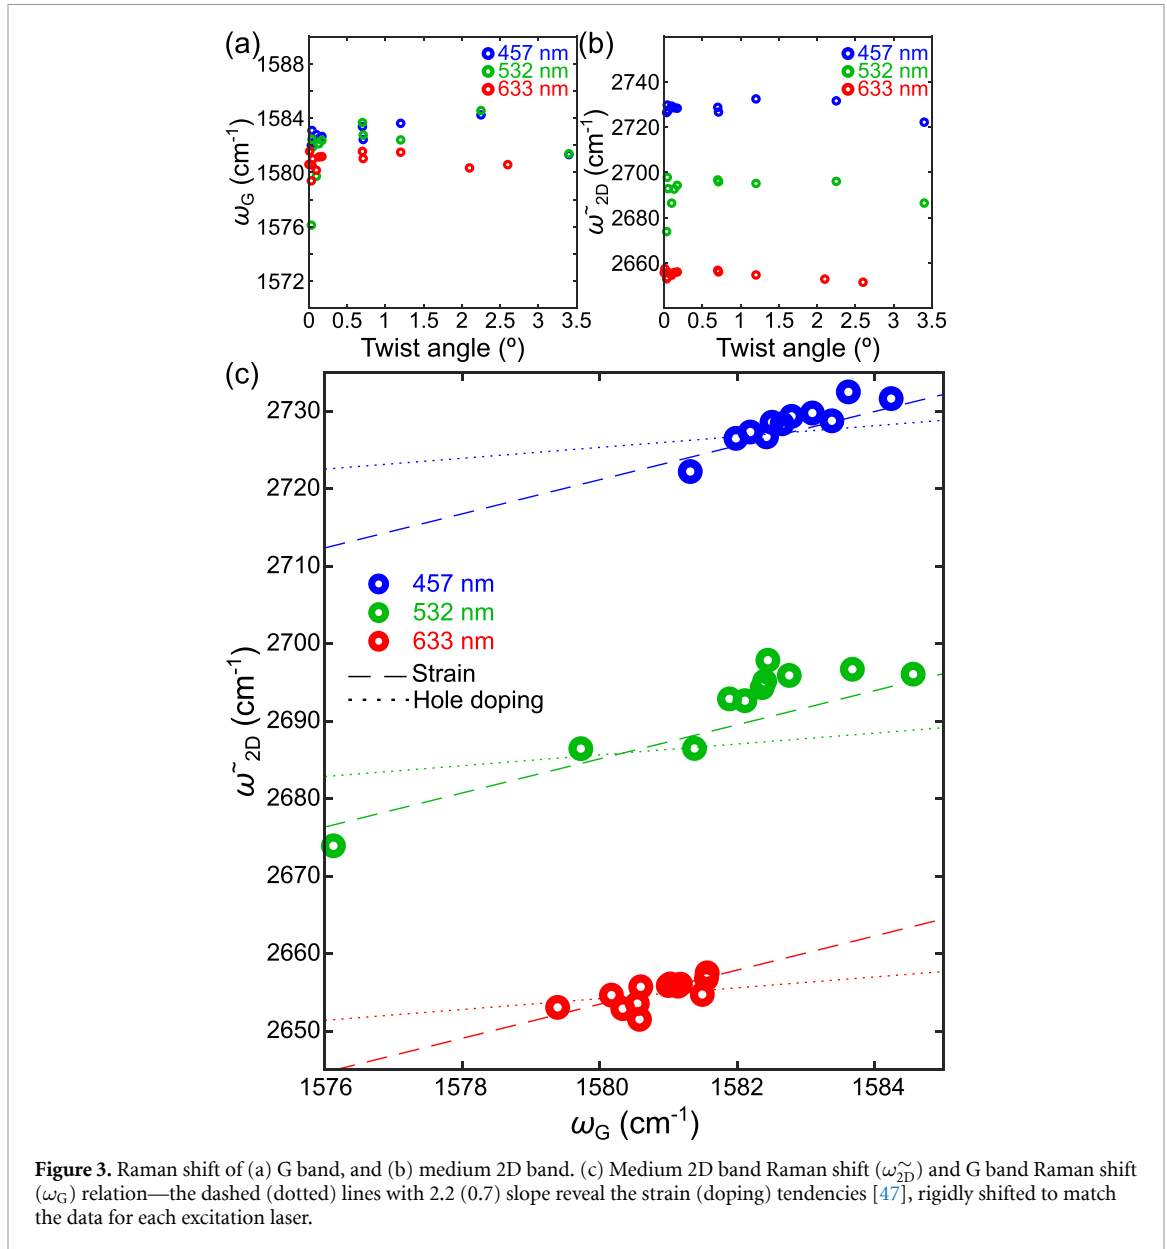 (a)
457 nm
532 nm
633 nm
1588
1584
1580
1576
1572
ωG (cm-1)
0 0.5 1 1.5 2 2.5 3 3.5
Twist angle (º)
(b)
457 nm
532 nm
633 nm
2740
2720
2700
2680
2660
ω~2D (cm-1)
0 0.5 1 1.5 2 2.5 3 3.5
Twist angle (º)
(c)
2730
2720
2710
2700
2690
2680
2670
2660
2650
ω~2D (cm-1)
457 nm
532 nm
633 nm
Strain
Hole doping
1576 1578 1580 1582 1584
ωG (cm-1)
Figure 3. Raman shift of (a) G band, and (b) medium 2D band. (c) Medium 2D band Raman shift (ω2D~) and G band Raman shift
(ωG) relation—the dashed (dotted) lines with 2.2 (0.7) slope reveal the strain (doping) tendencies [47], rigidly shifted to match
the data for each excitation laser.